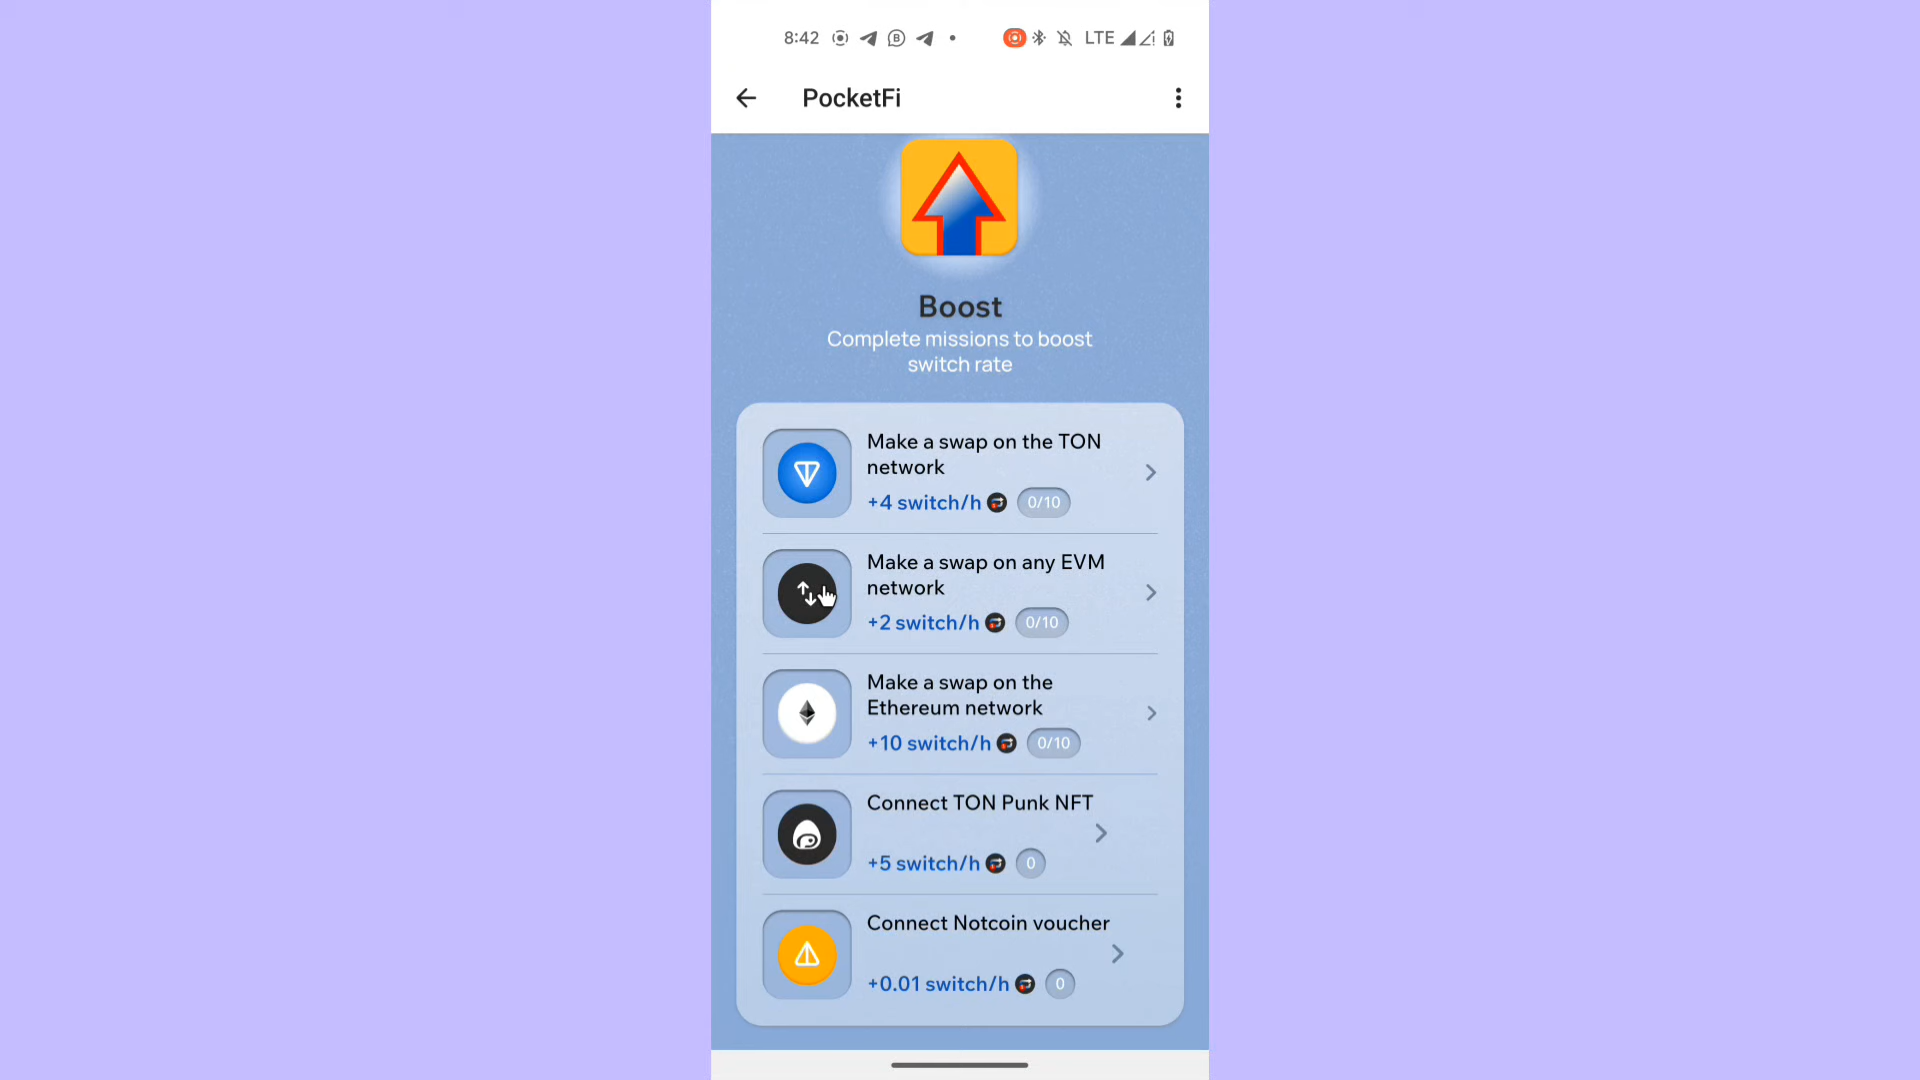 8:42
LTE
PocketFi
Boost
Complete missions to boost
switch rate
Make a swap on the TON
network
+4 switch/h 0/10
Make a swap on any EVM
network
+2 switch/h 0/10
Make a swap on the
Ethereum network
+10 switch/h 0/10
Connect TON Punk NFT
+5 switch/h 0
Connect Notcoin voucher
+0.01 switch/h 0